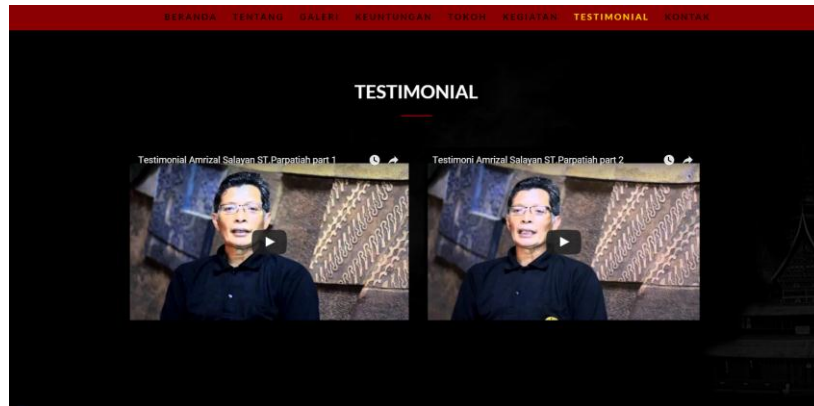 BERANDA TENTANG GALERI KEUNTUNGAN TOKOH KEGIATAN TESTIMONIAL KONTAK
TESTIMONIAL
Testimonial Amrizal Salayan ST.Parpatiah part 1
Testimoni Amrizal Salayan ST.Parpatiah part 2